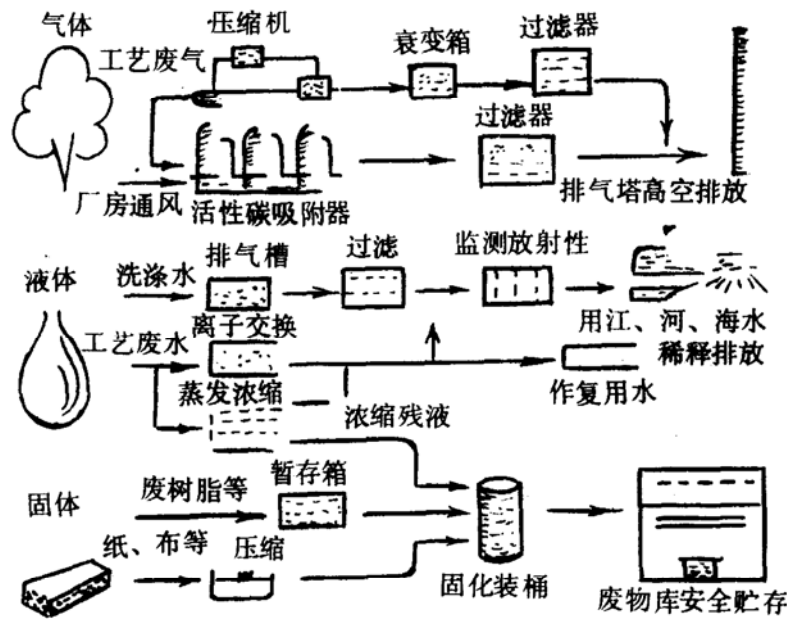 气体
压缩机
工艺废气
衰变箱
过滤器
过滤器
厂房通风
活性碳吸附器
排气塔高空排放
液体
洗涤水
排气槽
过滤
监测放射性
离子交换
用江、河、海水
稀释排放
工艺废水
蒸发浓缩
浓缩残液
作复用水
固体
废树脂等
暂存箱
纸、布等
压缩
固化装桶
废物库安全贮存